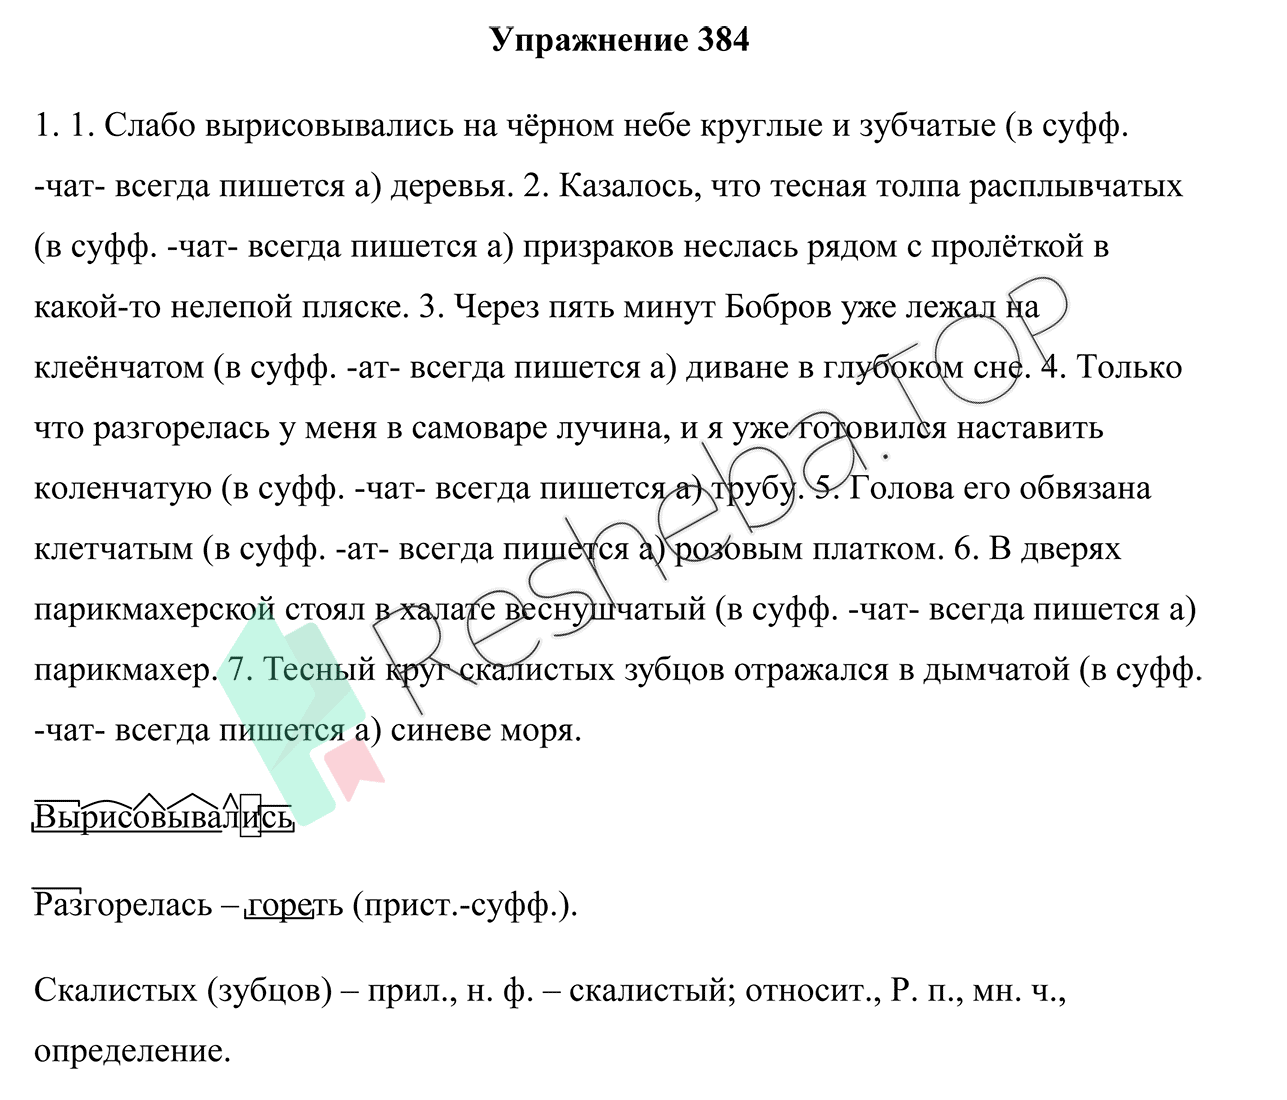 Упражнение 384
1. 1. Слабо вырисовывались на чёрном небе круглые и зубчатые (в суфф.
-чат- всегда пишется а) деревья. 2. Казалось, что тесная толпа расплывчатых
(в суфф. -чат- всегда пишется а) призраков неслась рядом с пролёткой в
какой-то нелепой пляске. 3. Через пять минут Бобров уже лежал на
клеёнчатом (в суфф. -ат- всегда пишется а) диване в глубоком сне. 4. Только
что разгорелась у меня в самоваре лучина, и я уже готовился наставить
коленчатую (в суфф. -чат- всегда пишется а) трубу. 5. Голова его обвязана
клетчатым (в суфф. -ат- всегда пишется а) розовым платком. 6. В дверях
парикмахерской стоял в халате веснушчатый (в суфф. -чат- всегда пишется а)
парикмахер. 7. Тесный круг скалистых зубцов отражался в дымчатой (в суфф.
-чат- всегда пишется а) синеве моря.
Вырисовывались
Разгорелась – гореть (прист.-суфф.).
Скалистых (зубцов) – прил., н. ф. – скалистый; относит., Р. п., мн. ч.,
определение.
Resheba.TOP